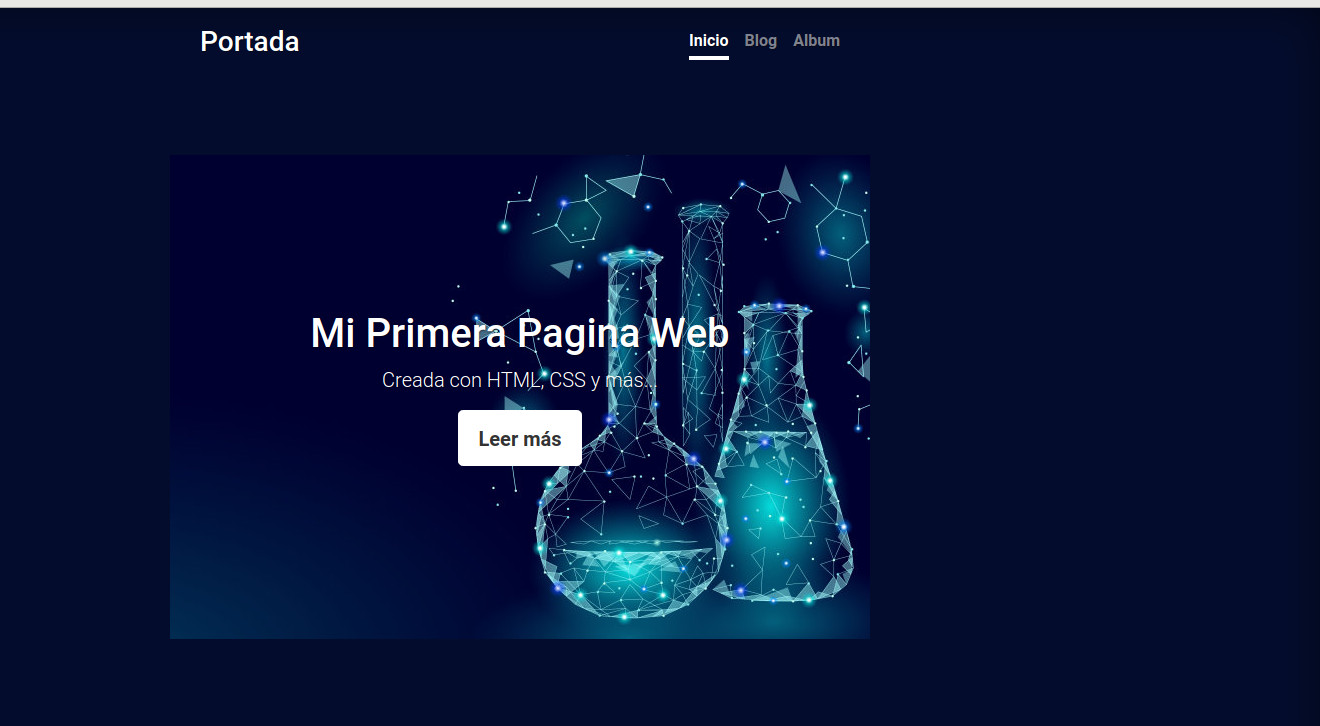 Portada
Inicio Blog Album
Mi Primera Pagina Web
Creada con HTML, CSS y más...
Leer más